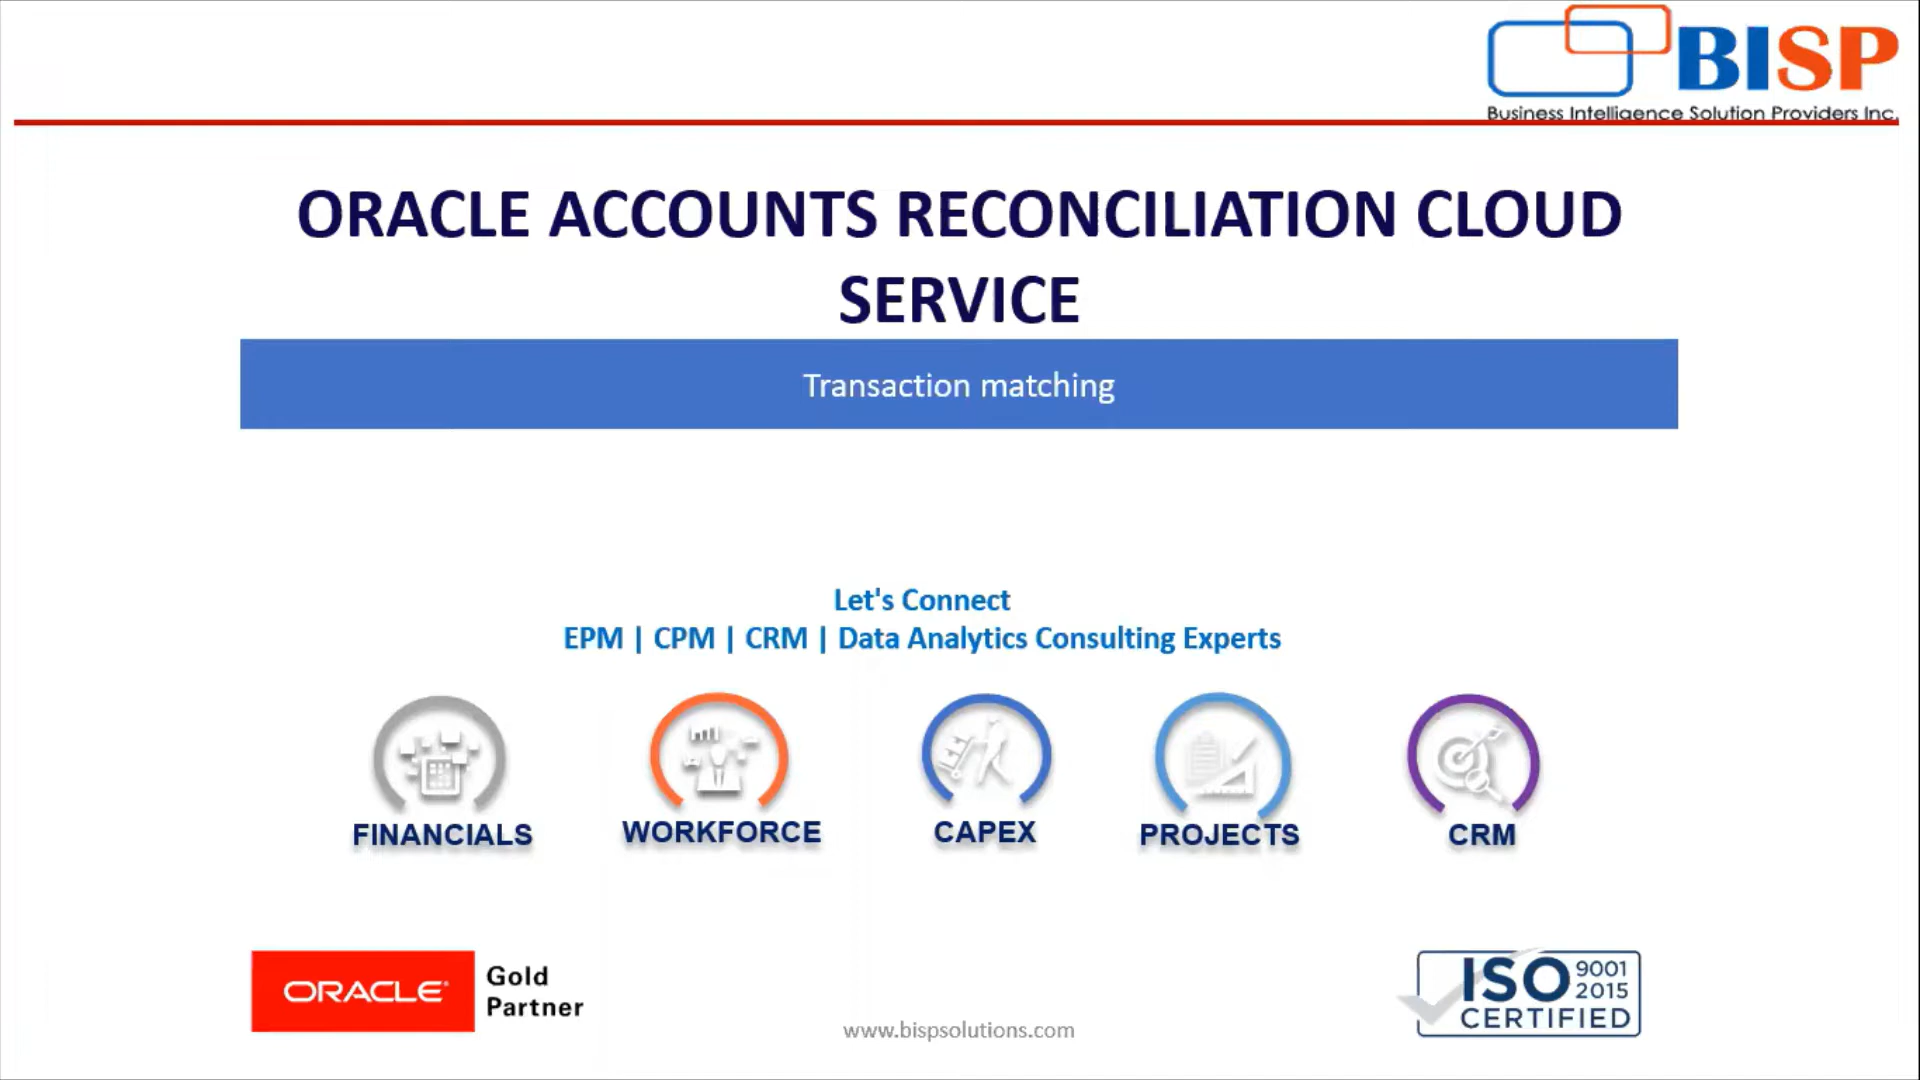 BISP
Business Intelligence Solution Providers Inc.
ORACLE ACCOUNTS RECONCILIATION CLOUD
SERVICE
Transaction matching
Let's Connect
EPM | CPM | CRM | Data Analytics Consulting Experts
FINANCIALS
WORKFORCE
CAPEX
PROJECTS
CRM
ORACLE
Gold
Partner
www.bispsolutions.com
ISO 9001
2015
CERTIFIED